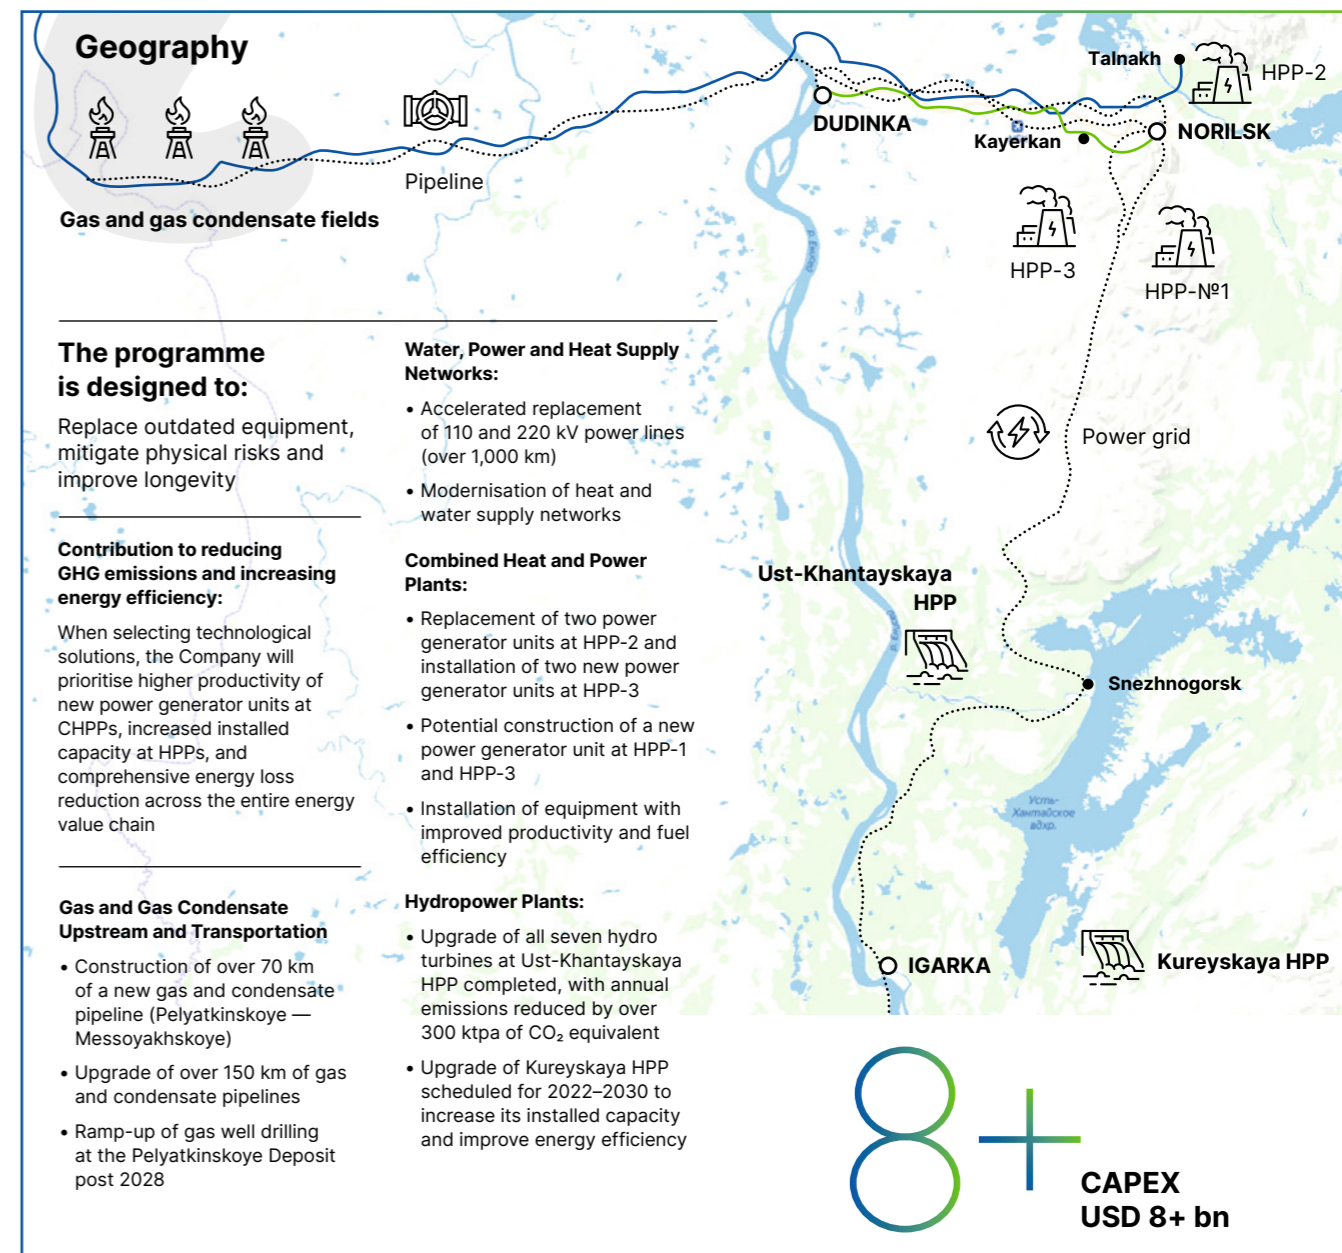 Geography
Gas and gas condensate fields
Pipeline
DUDINKA
Talnakh
HPP-2
Kayerkan
NORILSK
HPP-3
HPP-№1
Power grid
Ust-Khantayskaya
HPP
Snezhnogorsk
Усть-
Хантайское
вдхр.
IGARKA
Kureyskaya HPP
The programme
is designed to:
Replace outdated equipment,
mitigate physical risks and
improve longevity
Contribution to reducing
GHG emissions and increasing
energy efficiency:
When selecting technological
solutions, the Company will
prioritise higher productivity of
new power generator units at
CHPPs, increased installed
capacity at HPPs, and
comprehensive energy loss
reduction across the entire energy
value chain
Gas and Gas Condensate
Upstream and Transportation
• Construction of over 70 km
of a new gas and condensate
pipeline (Pelyatkinskoye —
Messoyakhskoye)
• Upgrade of over 150 km of gas
and condensate pipelines
• Ramp-up of gas well drilling
at the Pelyatkinskoye Deposit
post 2028
Water, Power and Heat Supply
Networks:
• Accelerated replacement
of 110 and 220 kV power lines
(over 1,000 km)
• Modernisation of heat and
water supply networks
Combined Heat and Power
Plants:
• Replacement of two power
generator units at HPP-2 and
installation of two new power
generator units at HPP-3
• Potential construction of a new
power generator unit at HPP-1
and HPP-3
• Installation of equipment with
improved productivity and fuel
efficiency
Hydropower Plants:
• Upgrade of all seven hydro
turbines at Ust-Khantayskaya
HPP completed, with annual
emissions reduced by over
300 ktpa of CO₂ equivalent
• Upgrade of Kureyskaya HPP
scheduled for 2022–2030 to
increase its installed capacity
and improve energy efficiency
8+
CAPEX
USD 8+ bn